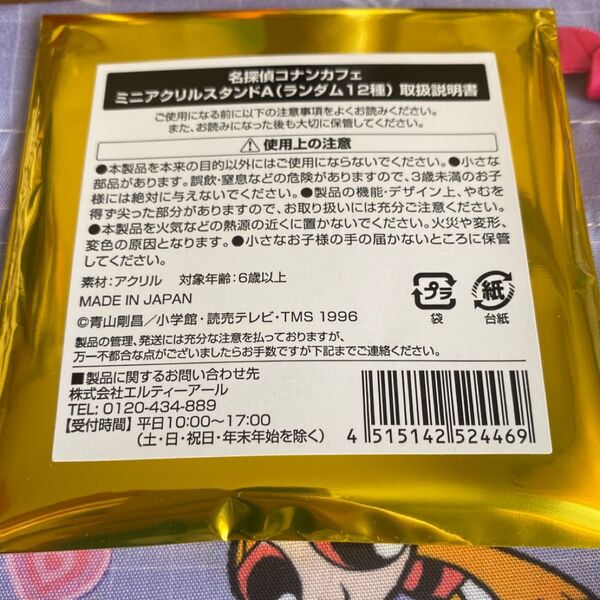 名探偵コナンカフェ
ミニアクリルスタンドA(ランダム12種) 取扱説明書
ご使用になる前に以下の注意事項をよくお読みください。
また、お読みになった後も大切に保管してください。
使用上の注意
●本製品を本来の目的以外にはご使用にならないでください。●小さな
部品があります。誤飲・窒息などの危険がありますので、3歳未満のお子
様には絶対に与えないでください。●製品の機能・デザイン上、やむを
得ず尖った部分がありますので、お取り扱いには充分ご注意ください。
●本製品を火気などの熱源の近くに置かないでください。火災や変形、
変色の原因となります。●小さなお子様の手の届かないところに保管
してください。
素材:アクリル 対象年齢:6歳以上
MADE IN JAPAN
プラ
袋
紙
台紙
©青山剛昌/小学館・読売テレビ・TMS 1996
製品の管理、発送には充分な注意を払っておりますが、
万一不都合な点がございましたらお手数ですが下記までご連絡ください。
■製品に関するお問い合わせ先
株式会社エルティーアール
TEL: 0120-434-889
【受付時間】平日10:00〜17:00
(土・日・祝日・年末年始を除く)
4 515142 524469